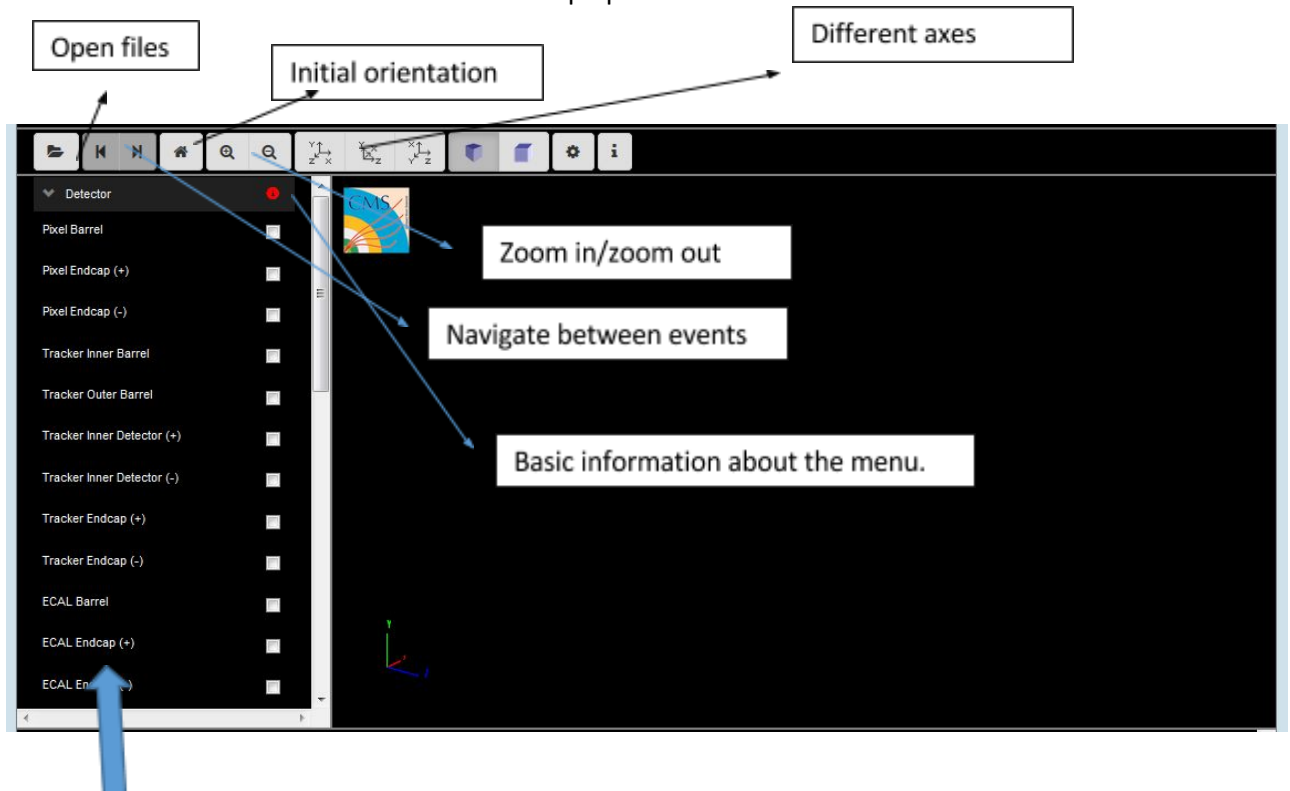 Open files
Initial orientation
Different axes
Y
Z X
Y X
Z
X
Y Z
i
Detector
CMS
Pixel Barrel
Pixel Endcap (+)
Pixel Endcap (-)
Tracker Inner Barrel
Tracker Outer Barrel
Tracker Inner Detector (+)
Tracker Inner Detector (-)
Tracker Endcap (+)
Tracker Endcap (-)
ECAL Barrel
ECAL Endcap (+)
ECAL
Zoom in/zoom out
Navigate between events
Basic information about the menu.
Y